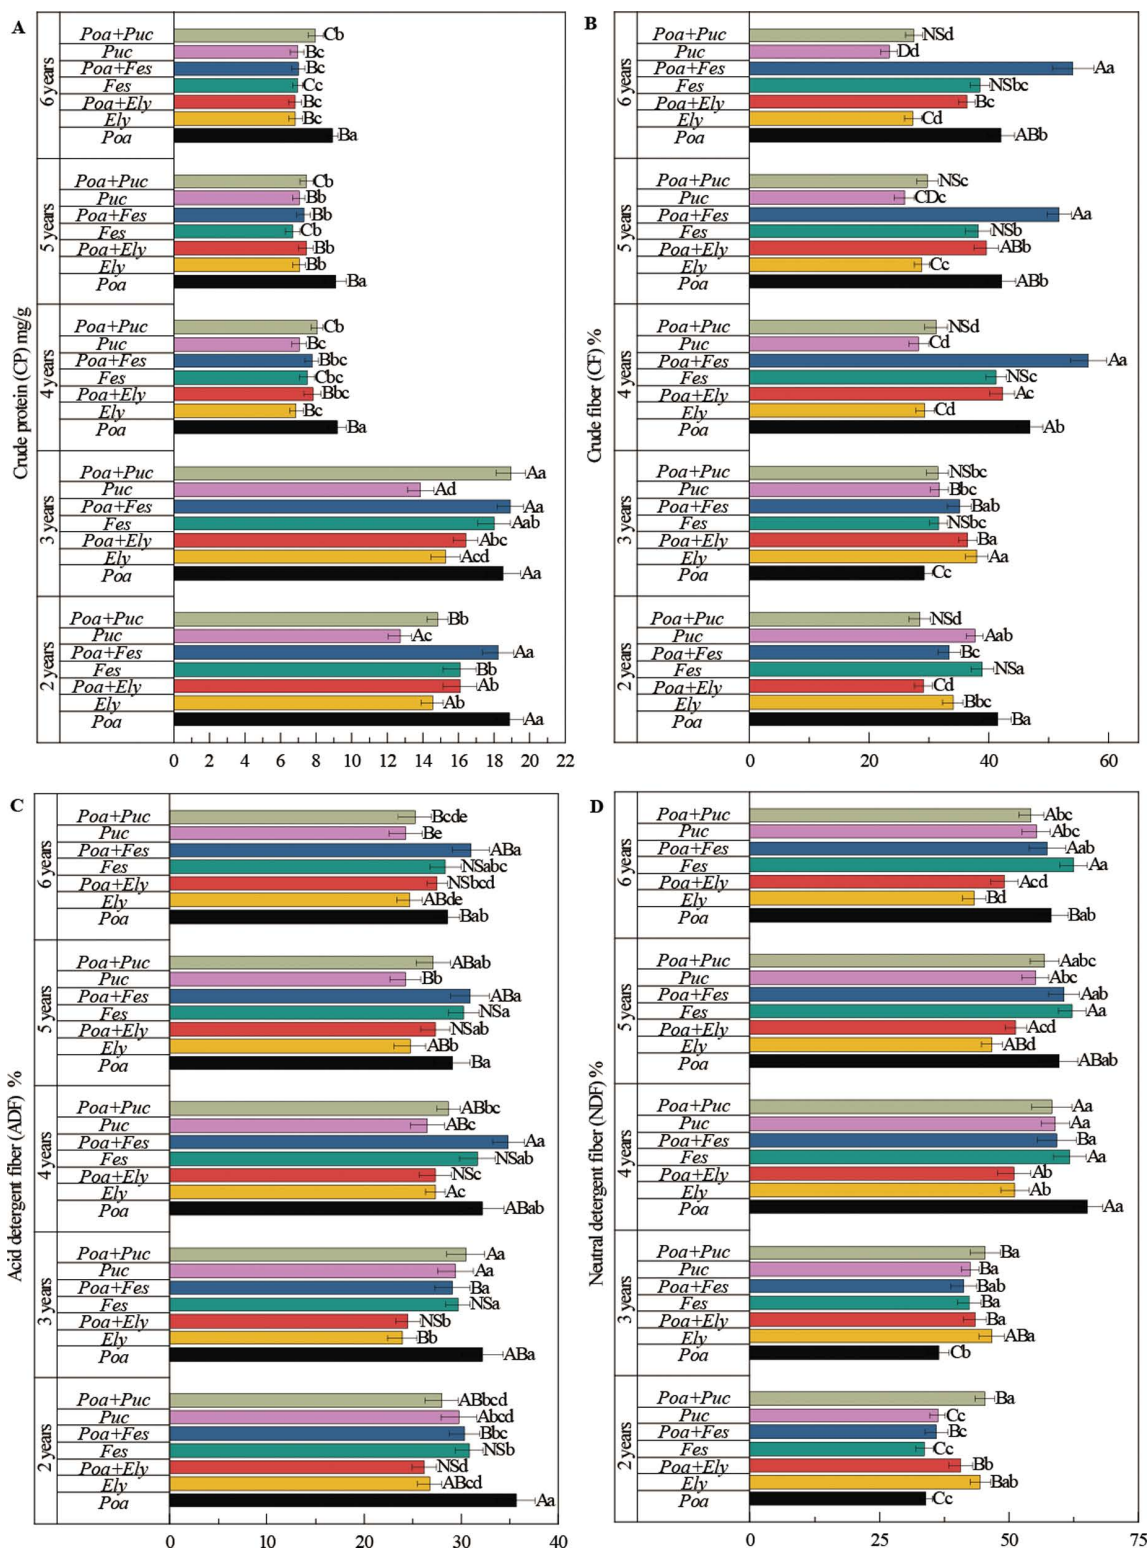 A
Crude protein (CP) mg/g
6 years
Poa+Puc Cb
Puc Bc
Poa+Fes Bc
Fes Cc
Poa+Ely Bc
Ely Bc
Poa Ba
5 years
Poa+Puc Cb
Puc Bb
Poa+Fes Bb
Fes Cb
Poa+Ely Bb
Ely Bb
Poa Ba
4 years
Poa+Puc Cb
Puc Bc
Poa+Fes Bbc
Fes Cbc
Poa+Ely Bbc
Ely Bc
Poa Ba
3 years
Poa+Puc Aa
Puc Ad
Poa+Fes Aa
Fes Aab
Poa+Ely Abc
Ely Acd
Poa Aa
2 years
Poa+Puc Bb
Puc Ac
Poa+Fes Aa
Fes Bb
Poa+Ely Ab
Ely Ab
Poa Aa
0 2 4 6 8 10 12 14 16 18 20 22
B
Crude fiber (CF) %
6 years
Poa+Puc NSd
Puc Dd
Poa+Fes Aa
Fes NSbc
Poa+Ely Bc
Ely Cd
Poa ABb
5 years
Poa+Puc NSc
Puc CDc
Poa+Fes Aa
Fes NSb
Poa+Ely ABb
Ely Cc
Poa ABb
4 years
Poa+Puc NSd
Puc Cd
Poa+Fes Aa
Fes NSc
Poa+Ely Ac
Ely Cd
Poa Ab
3 years
Poa+Puc NSbc
Puc Bbc
Poa+Fes Bab
Fes NSbc
Poa+Ely Ba
Ely Aa
Poa Cc
2 years
Poa+Puc NSd
Puc Aab
Poa+Fes Bc
Fes NSa
Poa+Ely Cd
Ely Bbc
Poa Ba
0 20 40 60
C
Acid detergent fiber (ADF) %
6 years
Poa+Puc Bcde
Puc Be
Poa+Fes ABa
Fes NSabc
Poa+Ely NSbcd
Ely ABde
Poa Bab
5 years
Poa+Puc ABab
Puc Bb
Poa+Fes ABa
Fes NSa
Poa+Ely NSab
Ely ABb
Poa Ba
4 years
Poa+Puc ABbc
Puc ABc
Poa+Fes Aa
Fes NSab
Poa+Ely NSc
Ely Ac
Poa ABab
3 years
Poa+Puc Aa
Puc Aa
Poa+Fes Ba
Fes NSa
Poa+Ely NSb
Ely Bb
Poa ABa
2 years
Poa+Puc ABbcd
Puc Abcd
Poa+Fes Bbc
Fes NSb
Poa+Ely NSd
Ely ABcd
Poa Aa
0 10 20 30 40
D
Neutral detergent fiber (NDF) %
6 years
Poa+Puc Abc
Puc Abc
Poa+Fes Aab
Fes Aa
Poa+Ely Acd
Ely Bd
Poa Bab
5 years
Poa+Puc Aabc
Puc Abc
Poa+Fes Aab
Fes Aa
Poa+Ely Acd
Ely ABd
Poa ABab
4 years
Poa+Puc Aa
Puc Aa
Poa+Fes Ba
Fes Aa
Poa+Ely Ab
Ely Ab
Poa Aa
3 years
Poa+Puc Ba
Puc Ba
Poa+Fes Bab
Fes Ba
Poa+Ely Ba
Ely ABa
Poa Cb
2 years
Poa+Puc Ba
Puc Cc
Poa+Fes Bc
Fes Cc
Poa+Ely Bb
Ely Bab
Poa Cc
0 25 50 75